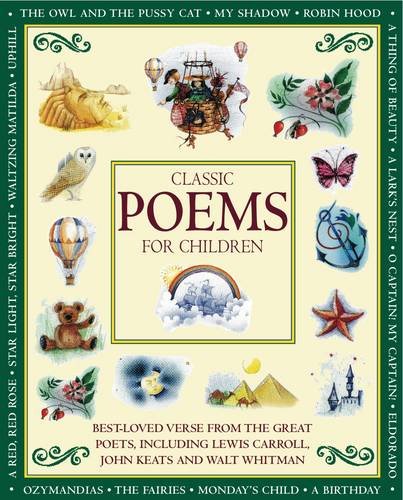 THE OWL AND THE PUSSY CAT • MY SHADOW • ROBIN HOOD
A THING OF BEAUTY • A LARK'S NEST • O CAPTAIN! MY CAPTAIN! • ELDORADO
A RED, RED ROSE • STAR LIGHT, STAR BRIGHT • WALTZING MATILDA • UPHILL
CLASSIC
POEMS
FOR CHILDREN
BEST-LOVED VERSE FROM THE GREAT
POETS, INCLUDING LEWIS CARROLL,
JOHN KEATS AND WALT WHITMAN
OZYMANDIAS • THE FAIRIES • MONDAY'S CHILD • A BIRTHDAY